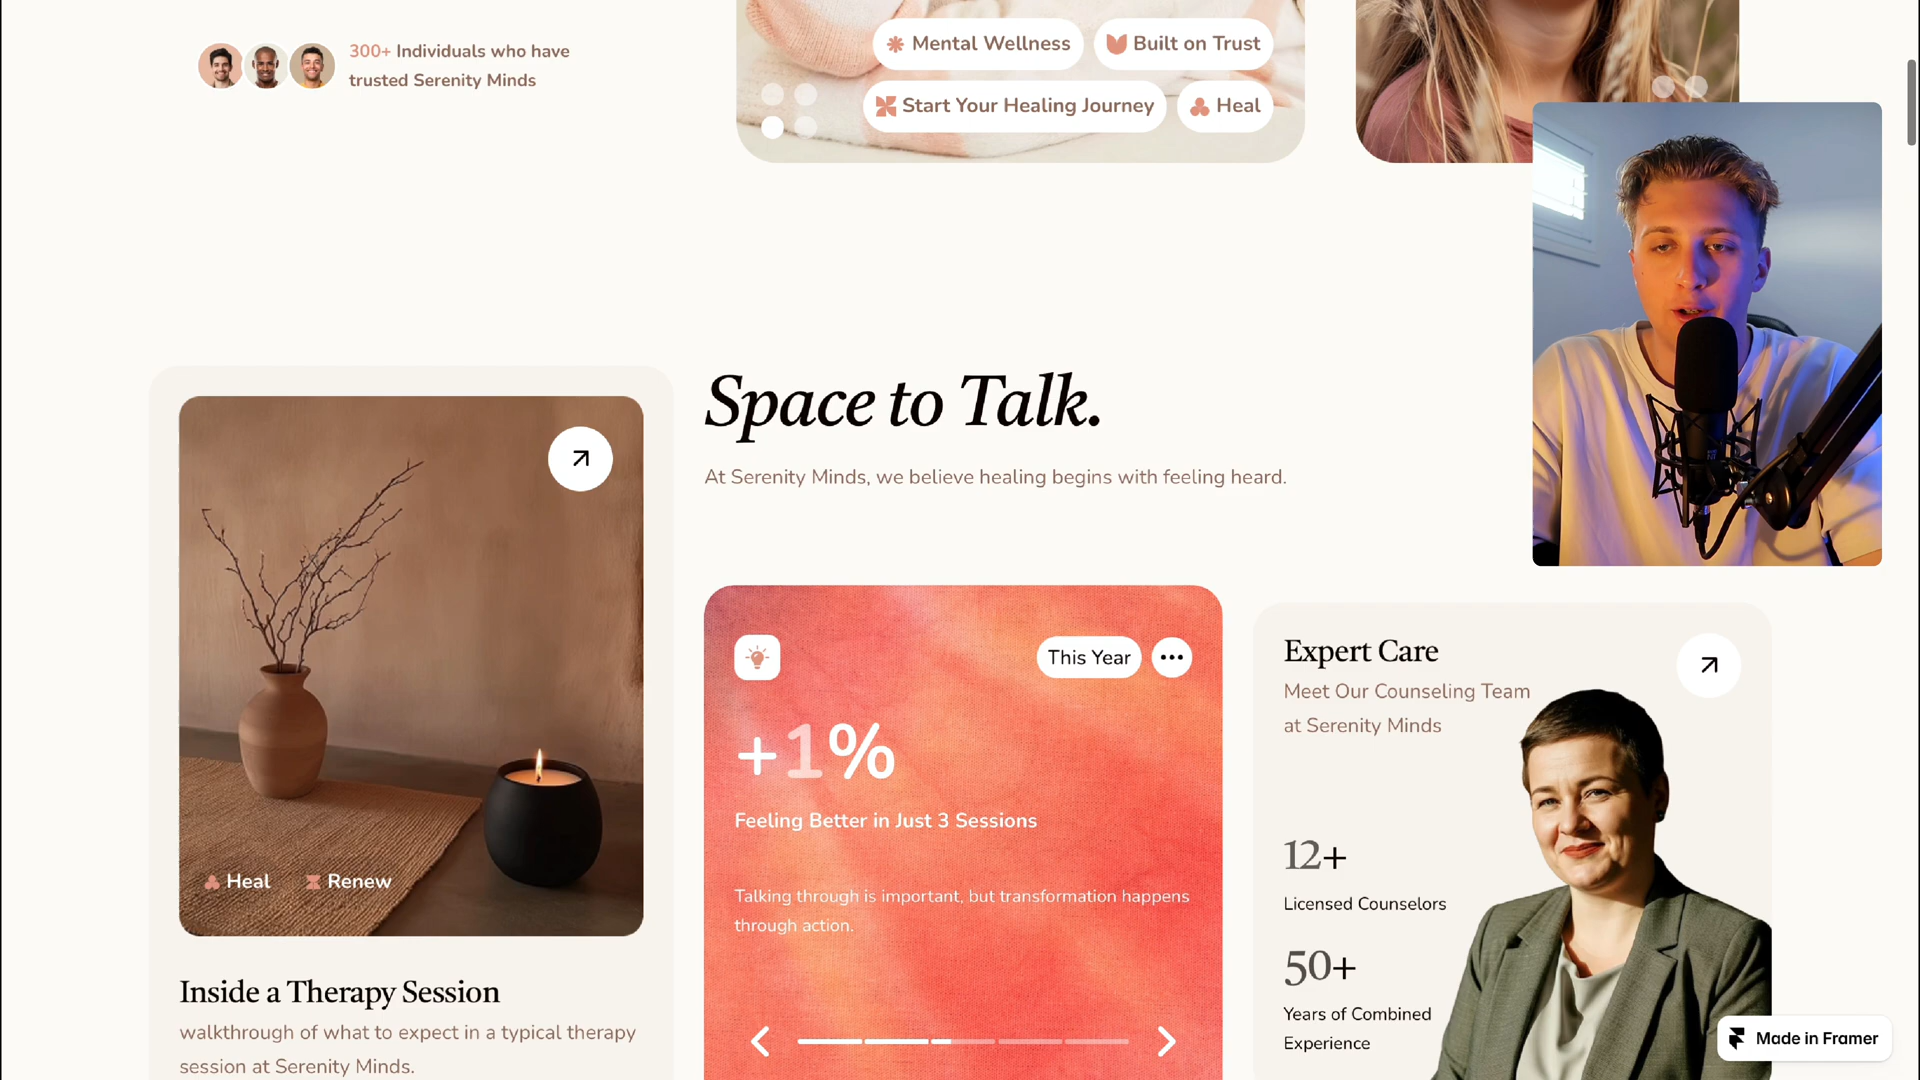 300+ Individuals who have
trusted Serenity Minds
Mental Wellness
Built on Trust
Start Your Healing Journey
Heal
Space to Talk.
At Serenity Minds, we believe healing begins with feeling heard.
Heal
Renew
Inside a Therapy Session
walkthrough of what to expect in a typical therapy
session at Serenity Minds.
This Year
+1%
Feeling Better in Just 3 Sessions
Talking through is important, but transformation happens
through action.
Expert Care
Meet Our Counseling Team
at Serenity Minds
12+
Licensed Counselors
50+
Years of Combined
Experience
Made in Framer